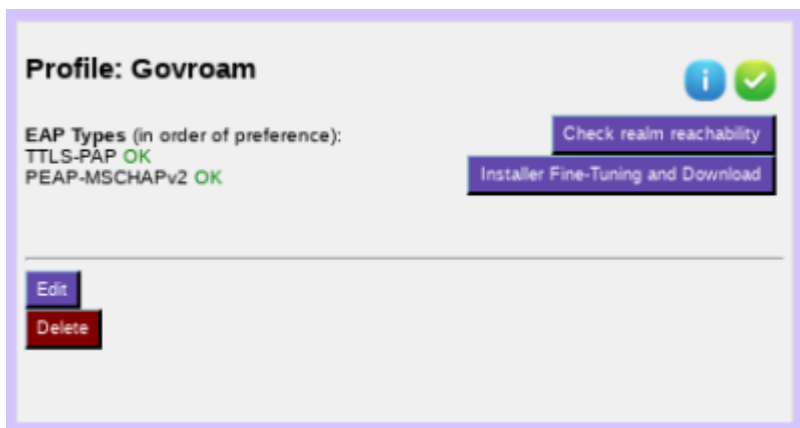 Profile: Govroam
EAP Types (in order of preference):
TTLS-PAP OK
PEAP-MSCHAPv2 OK
Check realm reachability
Installer Fine-Tuning and Download
Edit
Delete